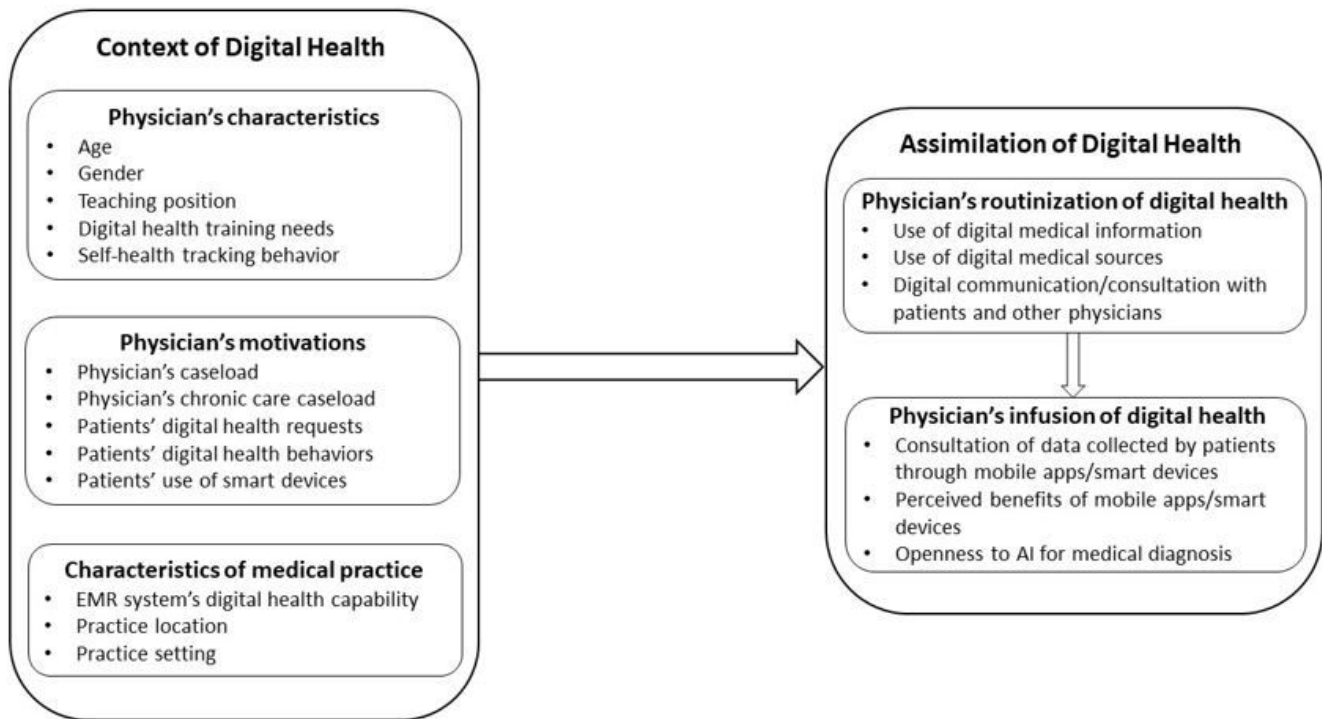 Context of Digital Health
Physician's characteristics
• Age
• Gender
• Teaching position
• Digital health training needs
• Self-health tracking behavior
Physician's motivations
• Physician's caseload
• Physician's chronic care caseload
• Patients' digital health requests
• Patients' digital health behaviors
• Patients' use of smart devices
Characteristics of medical practice
• EMR system's digital health capability
• Practice location
• Practice setting
Assimilation of Digital Health
Physician's routinization of digital health
• Use of digital medical information
• Use of digital medical sources
• Digital communication/consultation with
patients and other physicians
Physician's infusion of digital health
• Consultation of data collected by patients
through mobile apps/smart devices
• Perceived benefits of mobile apps/smart
devices
• Openness to AI for medical diagnosis